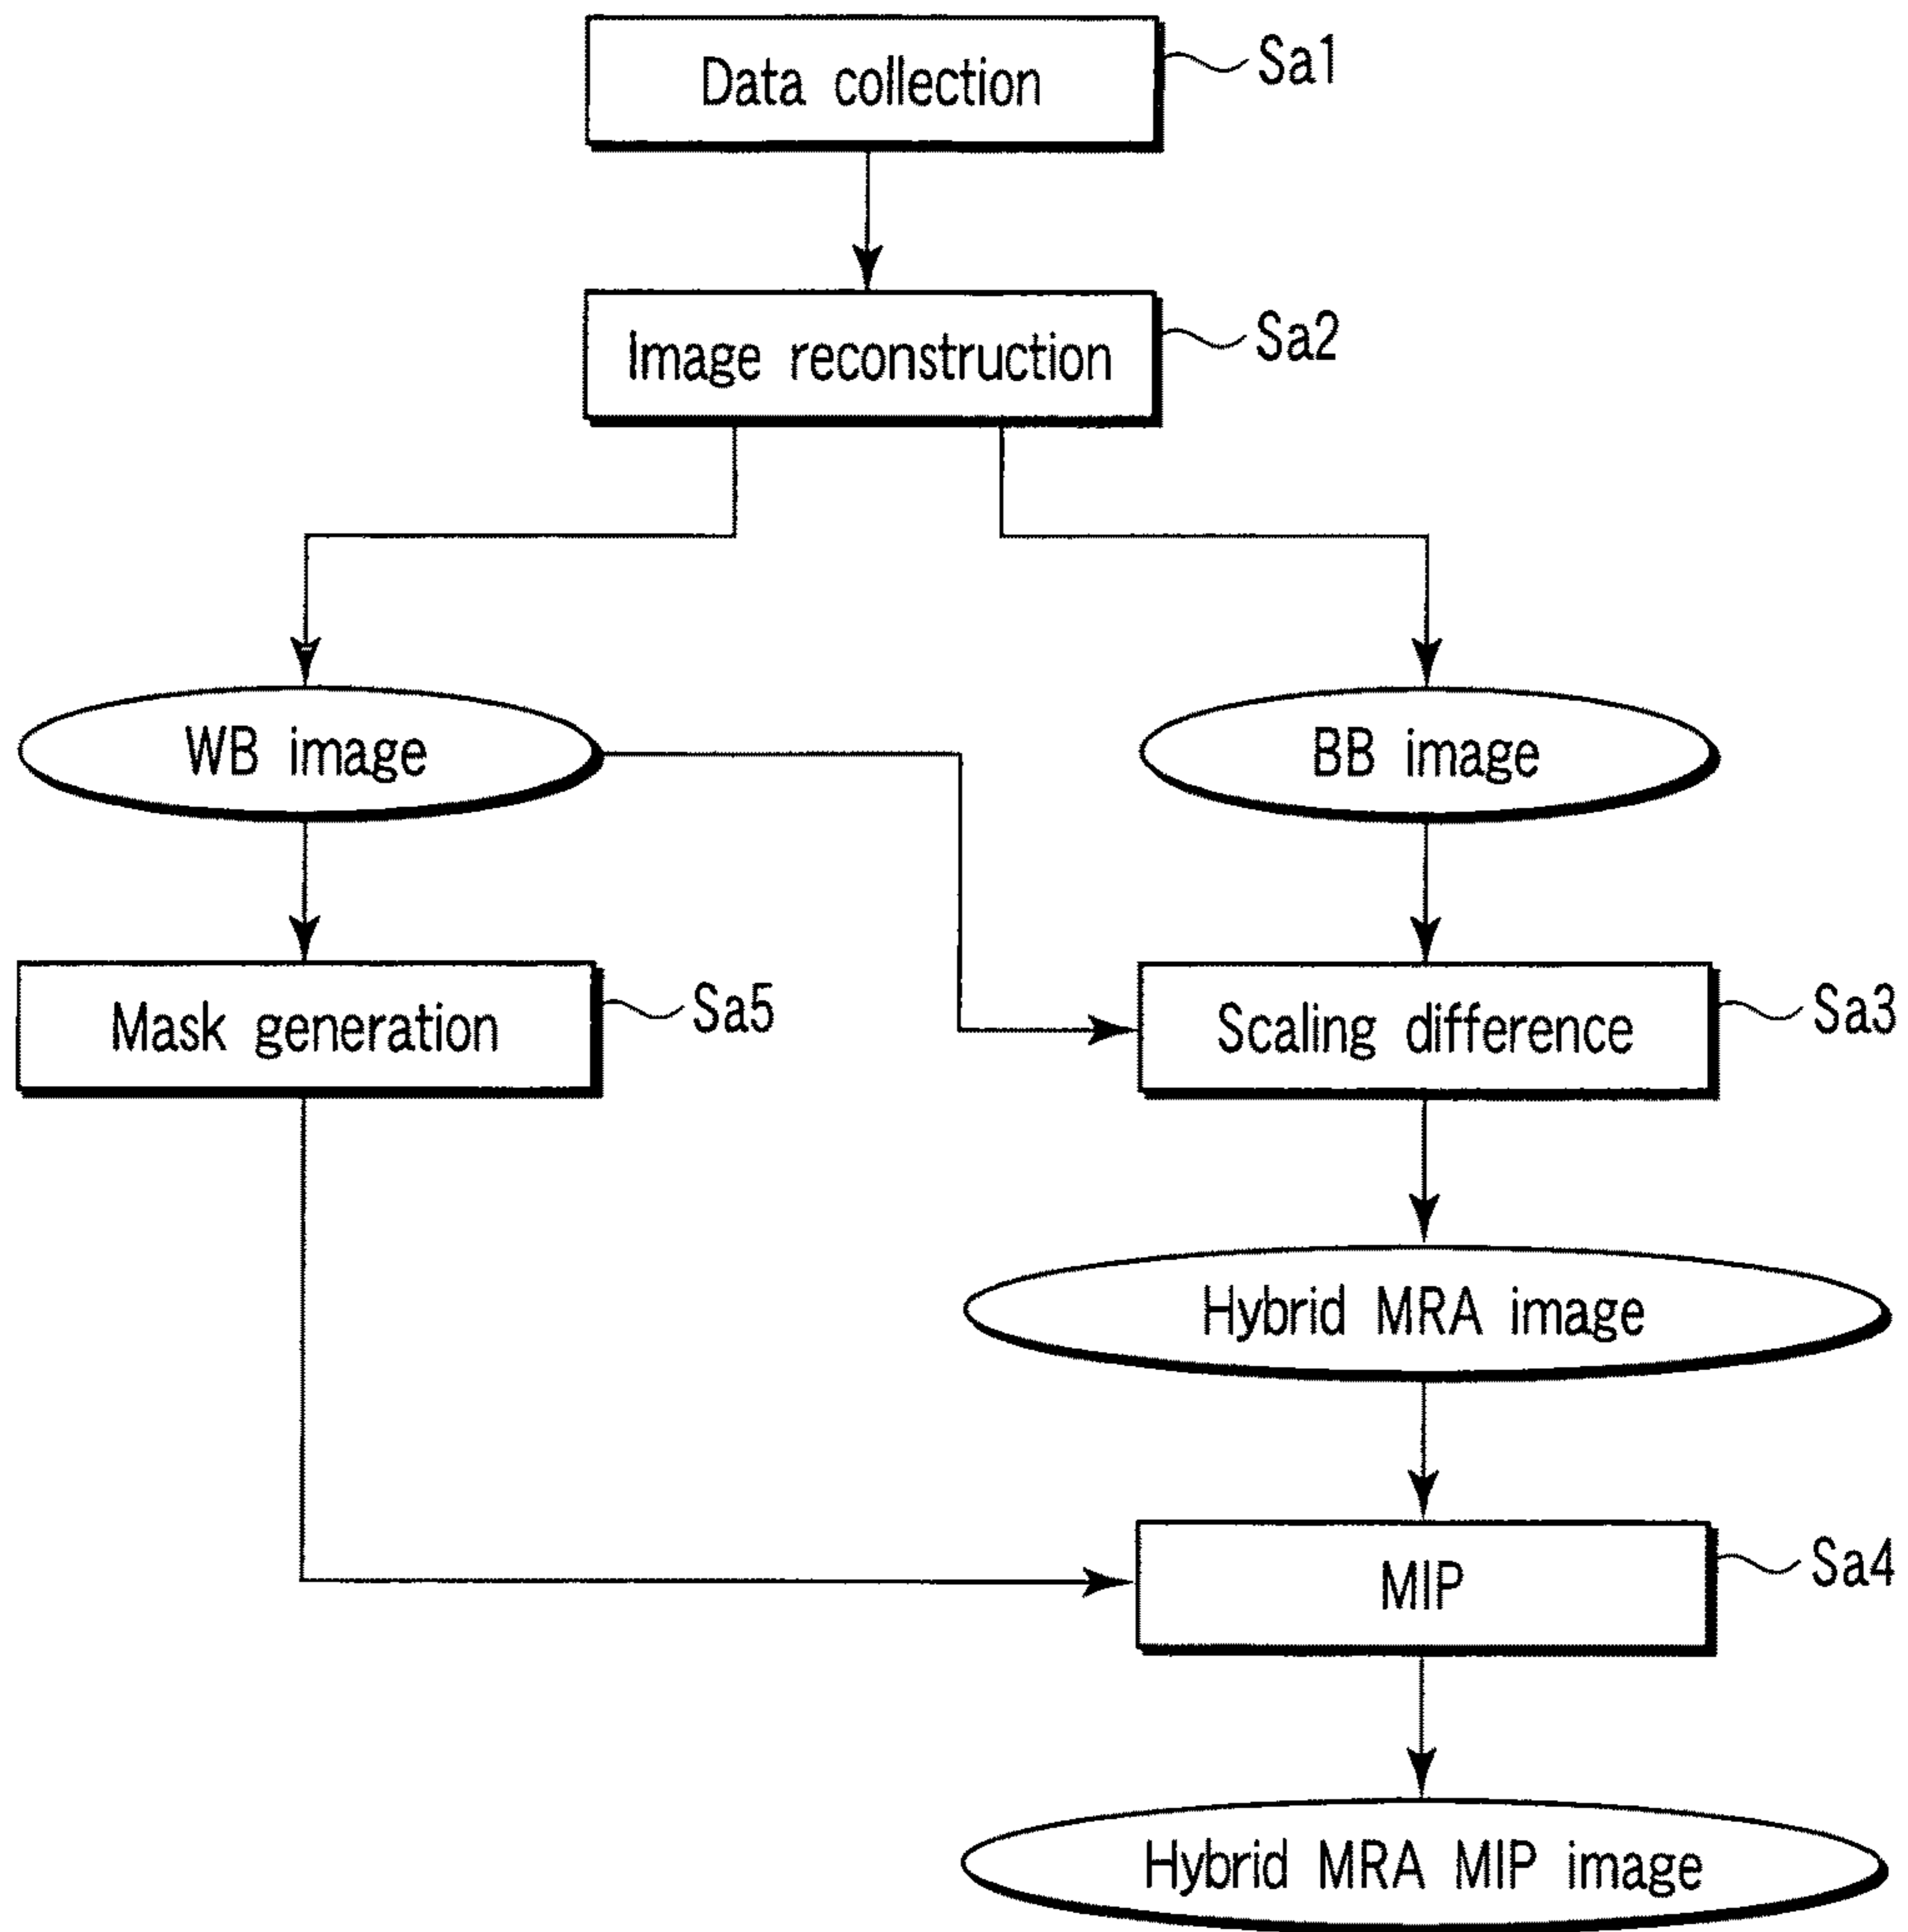 Data collection
Sa1
Image reconstruction
Sa2
WB image
BB image
Mask generation
Sa5
Scaling difference
Sa3
Hybrid MRA image
MIP
Sa4
Hybrid MRA MIP image